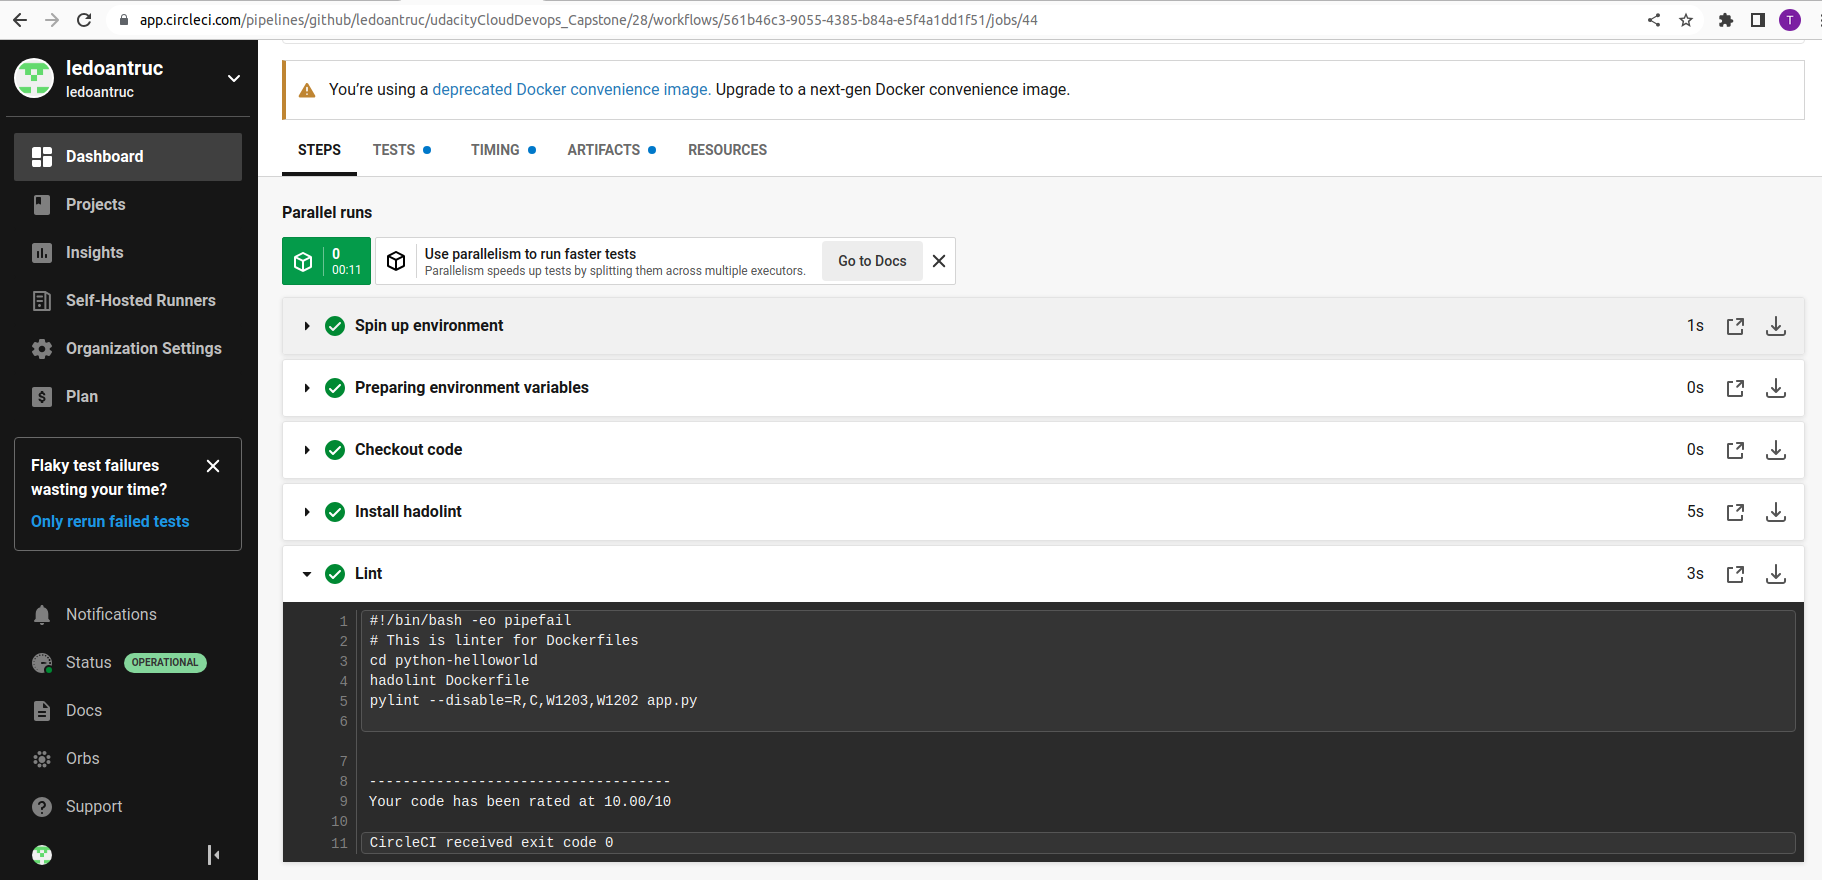 app.circleci.com/pipelines/github/ledoantruc/udacityCloudDevops_Capstone/28/workflows/561b46c3-9055-4385-b84a-e5f4a1dd1f51/jobs/44
T
ledoantruc
ledoantruc
Dashboard
Projects
Insights
Self-Hosted Runners
Organization Settings
Plan
Flaky test failures
wasting your time?
Only rerun failed tests
Notifications
Status OPERATIONAL
Docs
Orbs
Support
You’re using a deprecated Docker convenience image. Upgrade to a next-gen Docker convenience image.
STEPS TESTS TIMING ARTIFACTS RESOURCES
Parallel runs
0
00:11
Use parallelism to run faster tests
Parallelism speeds up tests by splitting them across multiple executors.
Go to Docs
Spin up environment 1s
Preparing environment variables 0s
Checkout code 0s
Install hadolint 5s
Lint 3s
1 #!/bin/bash -eo pipefail
2 # This is linter for Dockerfiles
3 cd python-helloworld
4 hadolint Dockerfile
5 pylint --disable=R,C,W1203,W1202 app.py
6
7
8 ------------------------------------
9 Your code has been rated at 10.00/10
10
11 CircleCI received exit code 0